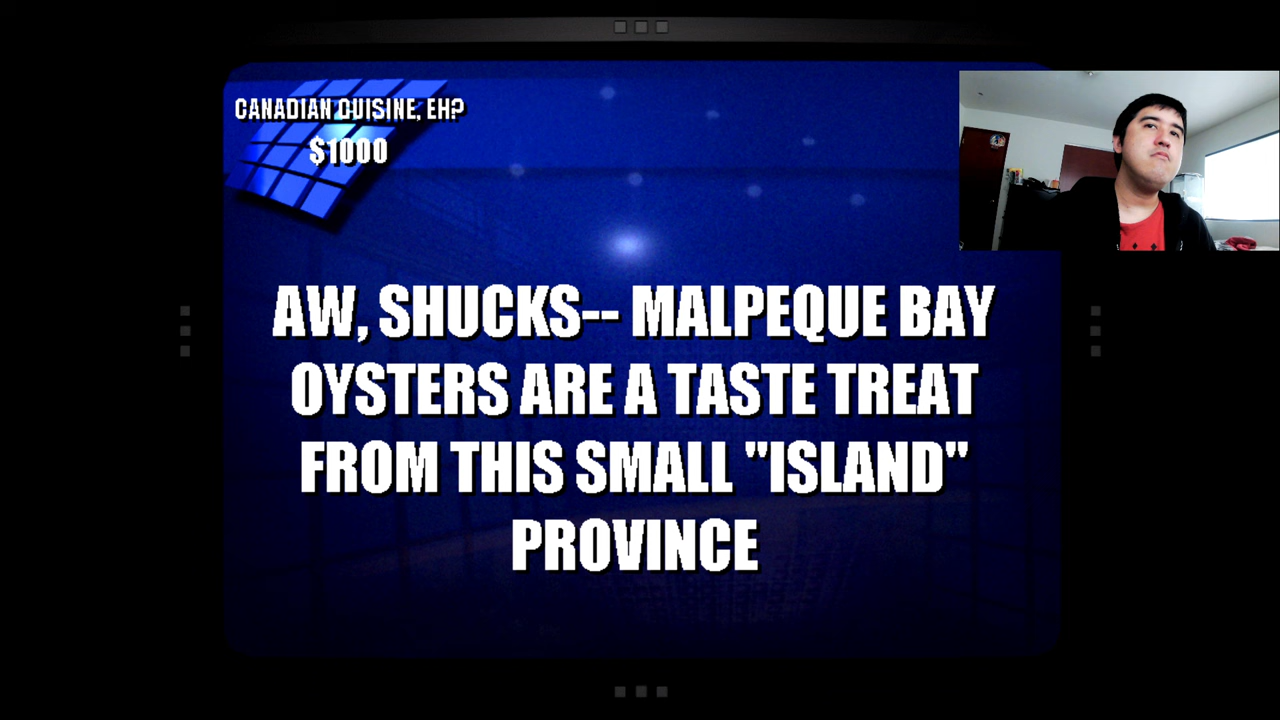 CANADIAN CUISINE, EH?
$1000
AW, SHUCKS-- MALPEQUE BAY
OYSTERS ARE A TASTE TREAT
FROM THIS SMALL "ISLAND"
PROVINCE